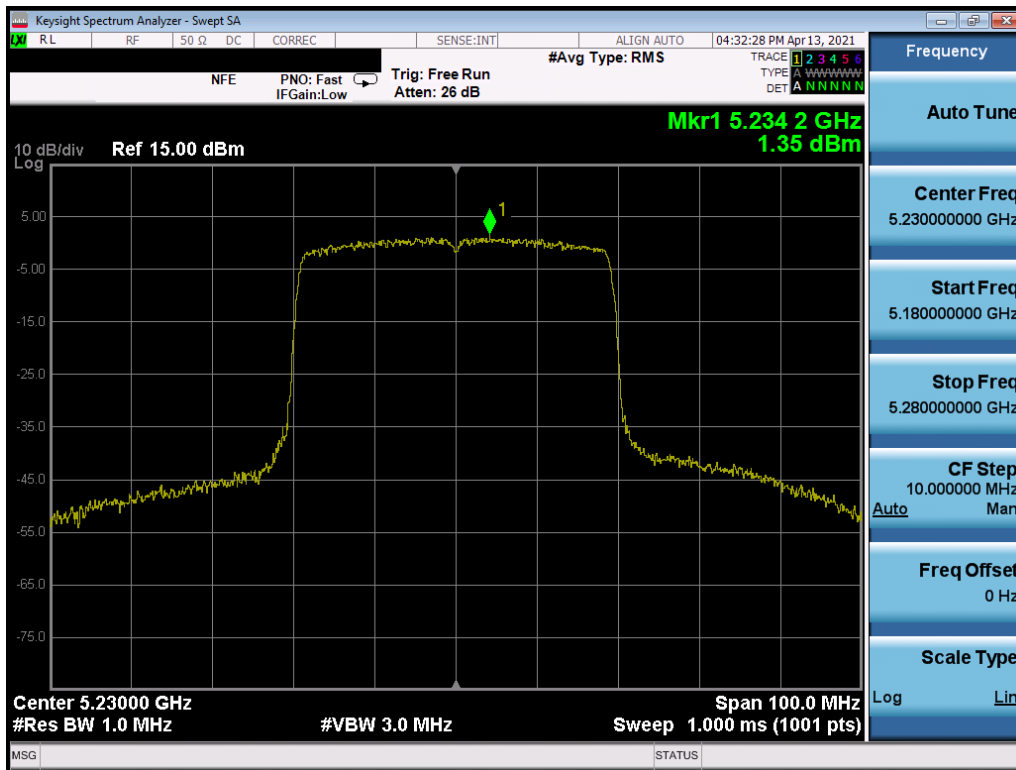 Keysight Spectrum Analyzer - Swept SA
LXI RL RF 50 Ω DC CORREC SENSE:INT ALIGN AUTO 04:32:28 PM Apr 13, 2021
NFE PNO: Fast
IFGain:Low
Trig: Free Run
Atten: 26 dB
#Avg Type: RMS
TRACE 1 2 3 4 5 6
TYPE A WWWWW
DET A N N N N N
Mkr1 5.234 2 GHz
1.35 dBm
10 dB/div Ref 15.00 dBm
Log
1
5.00
-5.00
-15.0
-25.0
-35.0
-45.0
-55.0
-65.0
-75.0
Center 5.23000 GHz Span 100.0 MHz
#Res BW 1.0 MHz #VBW 3.0 MHz Sweep 1.000 ms (1001 pts)
MSG STATUS
Frequency
Auto Tune
Center Freq
5.230000000 GHz
Start Freq
5.180000000 GHz
Stop Freq
5.280000000 GHz
CF Step
10.000000 MHz
Auto Man
Freq Offset
0 Hz
Scale Type
Log Lin